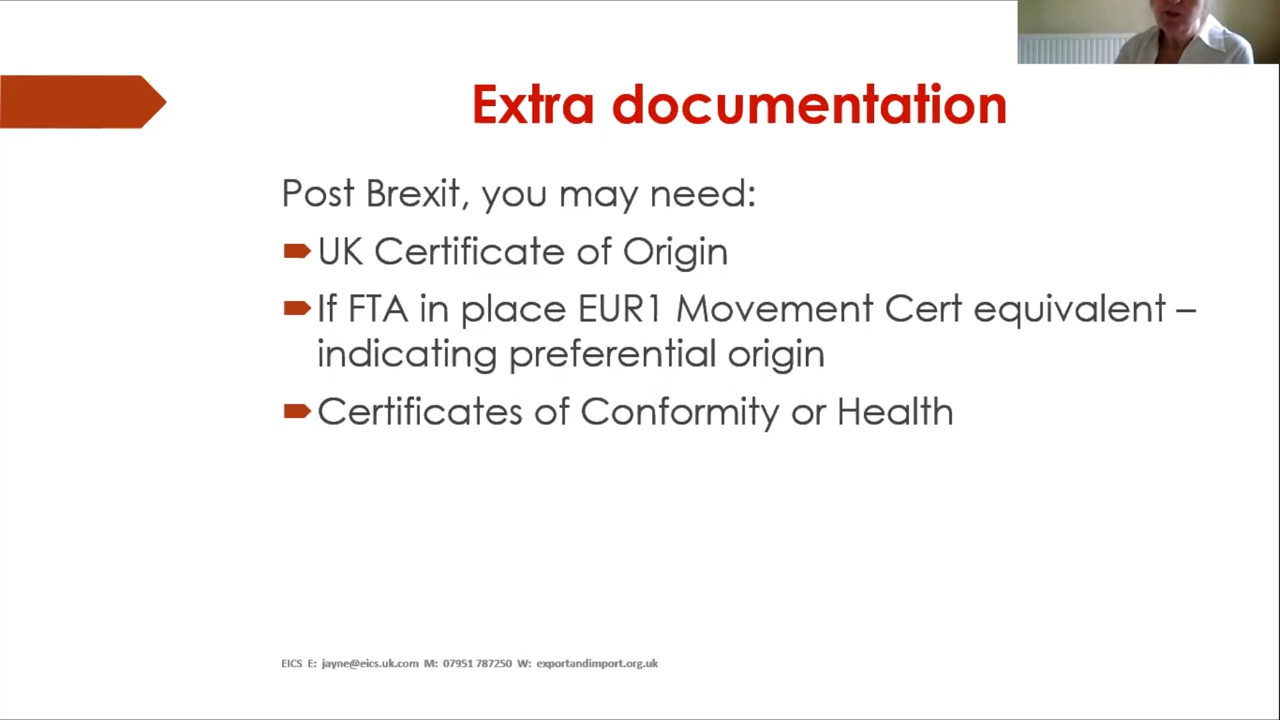 Extra documentation
Post Brexit, you may need:
UK Certificate of Origin
If FTA in place EUR1 Movement Cert equivalent –
indicating preferential origin
Certificates of Conformity or Health
EICS E: jayne@eics.uk.com M: 07951 787250 W: exportandimport.org.uk